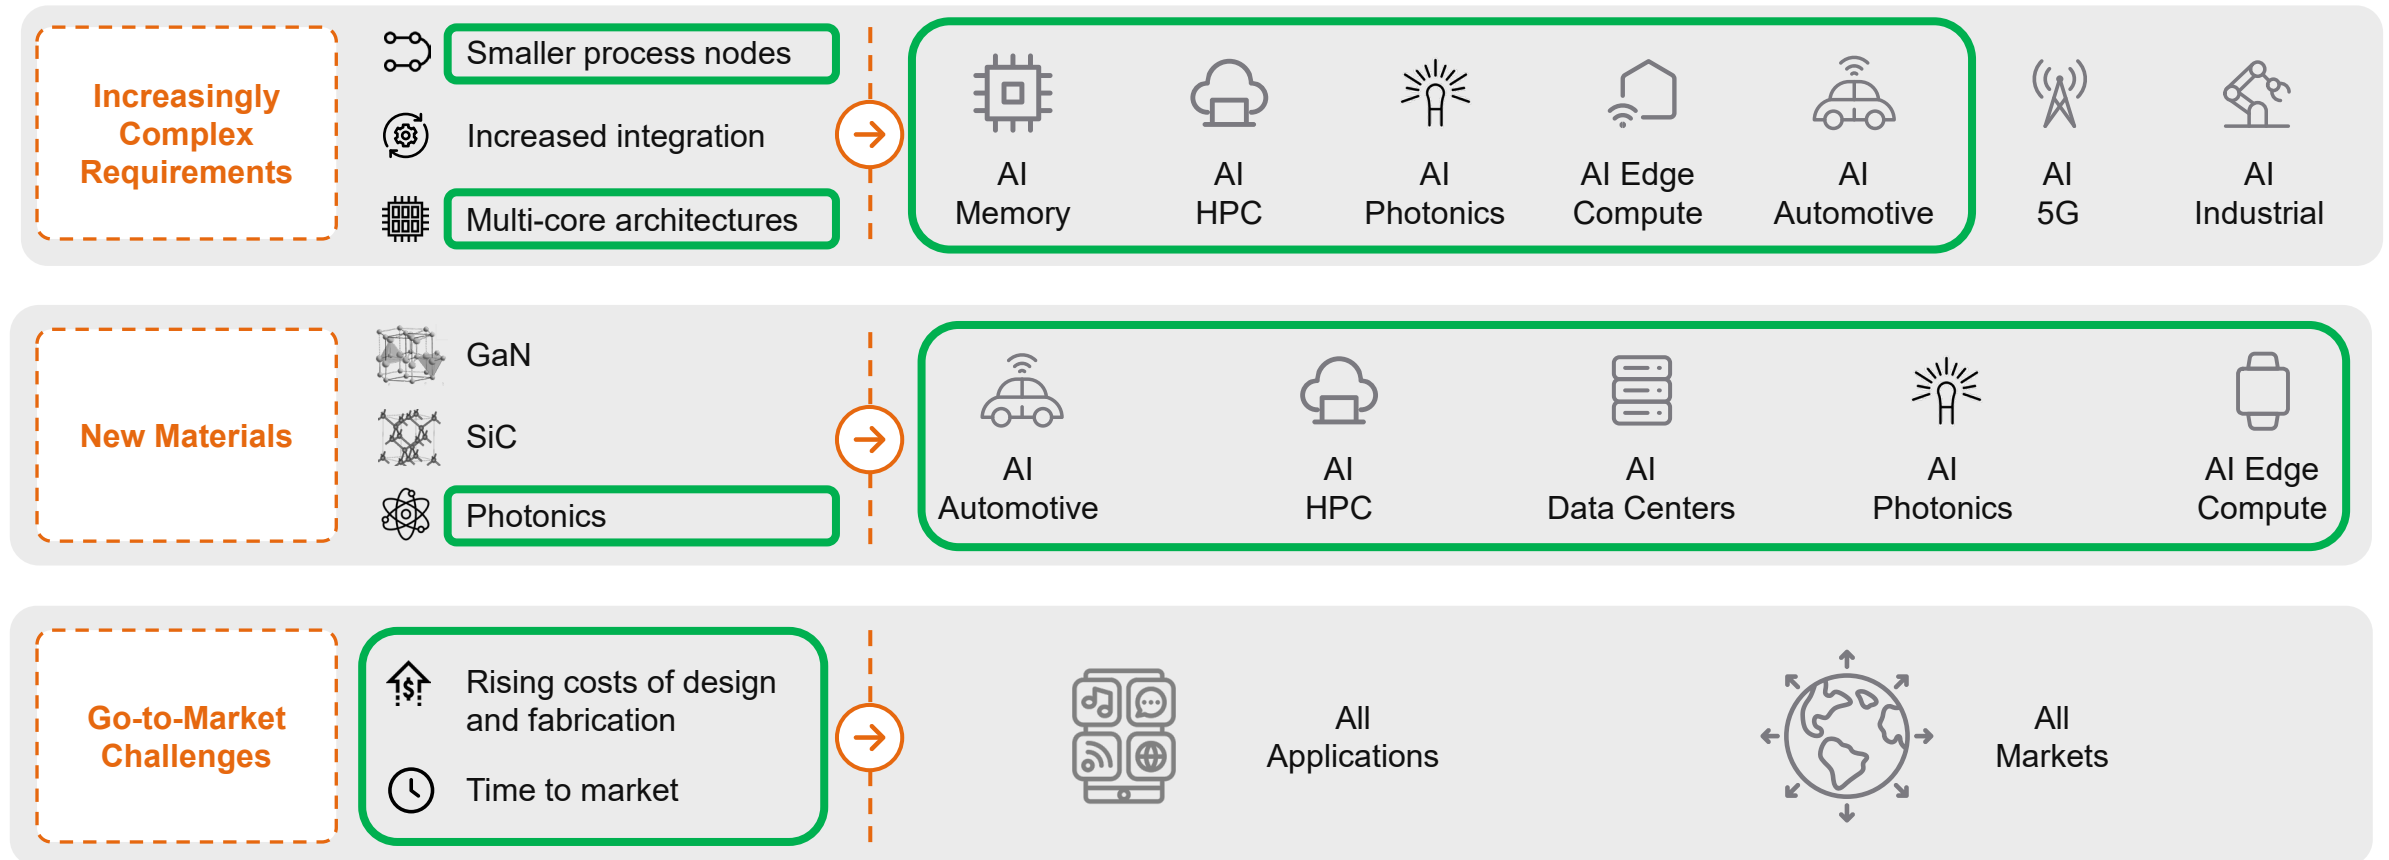 Increasingly
Complex
Requirements
Smaller process nodes
Increased integration
Multi-core architectures
AI
Memory
AI
HPC
AI
Photonics
AI Edge
Compute
AI
Automotive
AI
5G
AI
Industrial
New Materials
GaN
SiC
Photonics
AI
Automotive
AI
HPC
AI
Data Centers
AI
Photonics
AI Edge
Compute
Go-to-Market
Challenges
Rising costs of design
and fabrication
Time to market
All
Applications
All
Markets